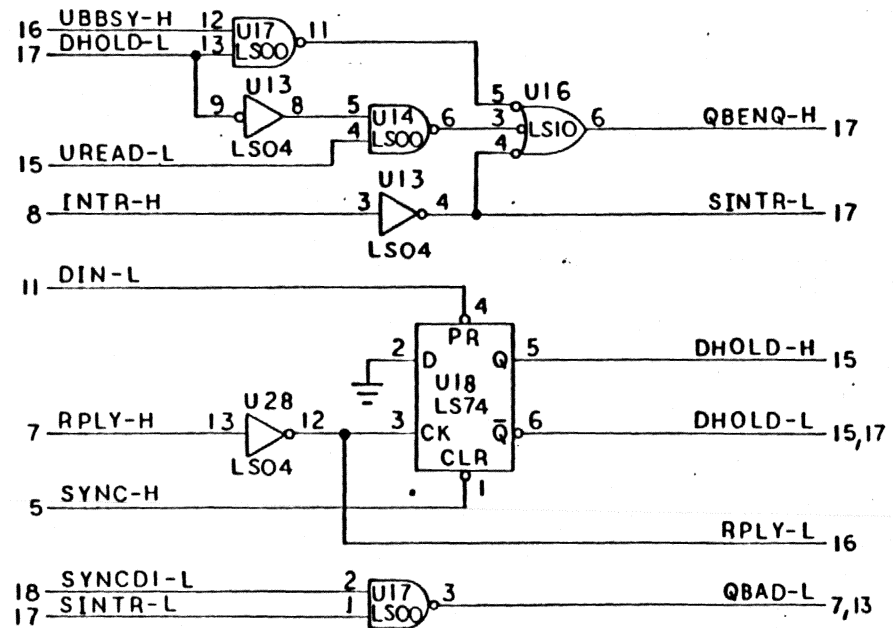 16 UBBSY-H 12 U17 11
17 DHOLD-L 13 LS00
U13 U16
9 8 5 U14 6 5
LS04 4 LS00 3 LS10 6 QBENQ-H 17
15 UREAD-L 4
U13
8 INTR-H 3 4 SINTR-L 17
LS04
11 DIN-L
4
PR
2 D Q 5 DHOLD-H 15
U18
U28 LS74
7 RPLY-H 13 12 3 CK Q̅ 6 DHOLD-L 15,17
LS04 CLR
5 SYNC-H 1
RPLY-L 16
18 SYNCDI-L 2 U17 3 QBAD-L 7,13
17 SINTR-L 1 LS00